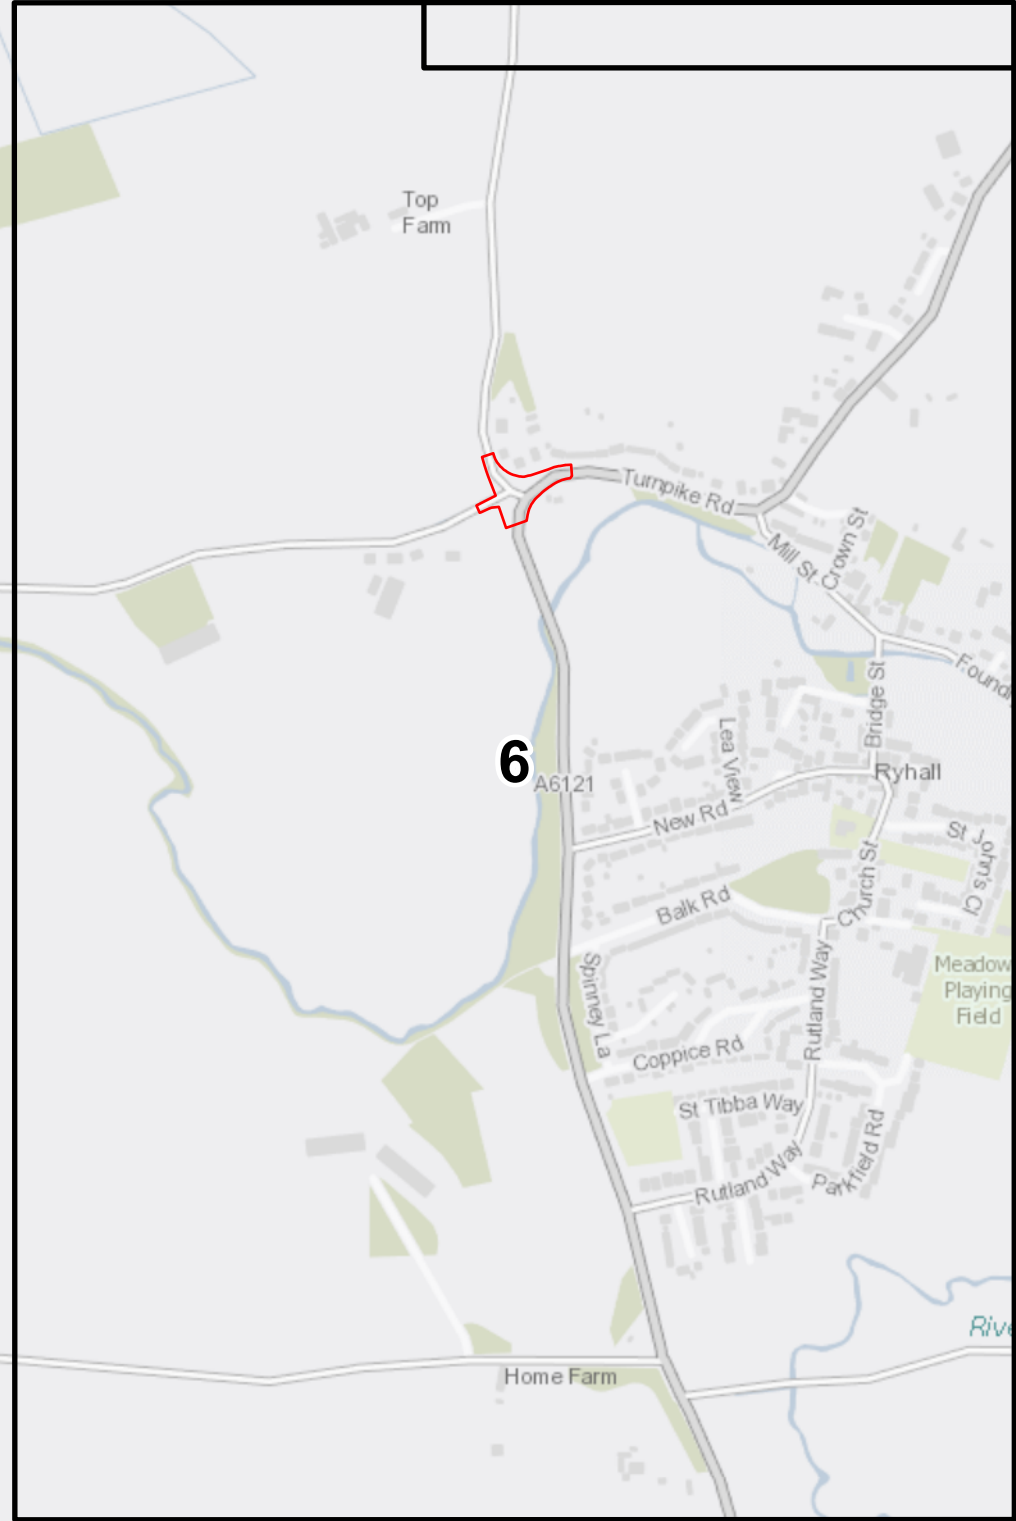 Top
Farm
Turnpike Rd
Mill St
Crown St
Bridge St
Lea View
6
A6121
Ryhall
New Rd
St John's Cl
Church St
Balk Rd
Spinney La
Rutland Way
Meadow
Playing
Field
Coppice Rd
St Tibba Way
Parkfield Rd
Rutland Way
Home Farm